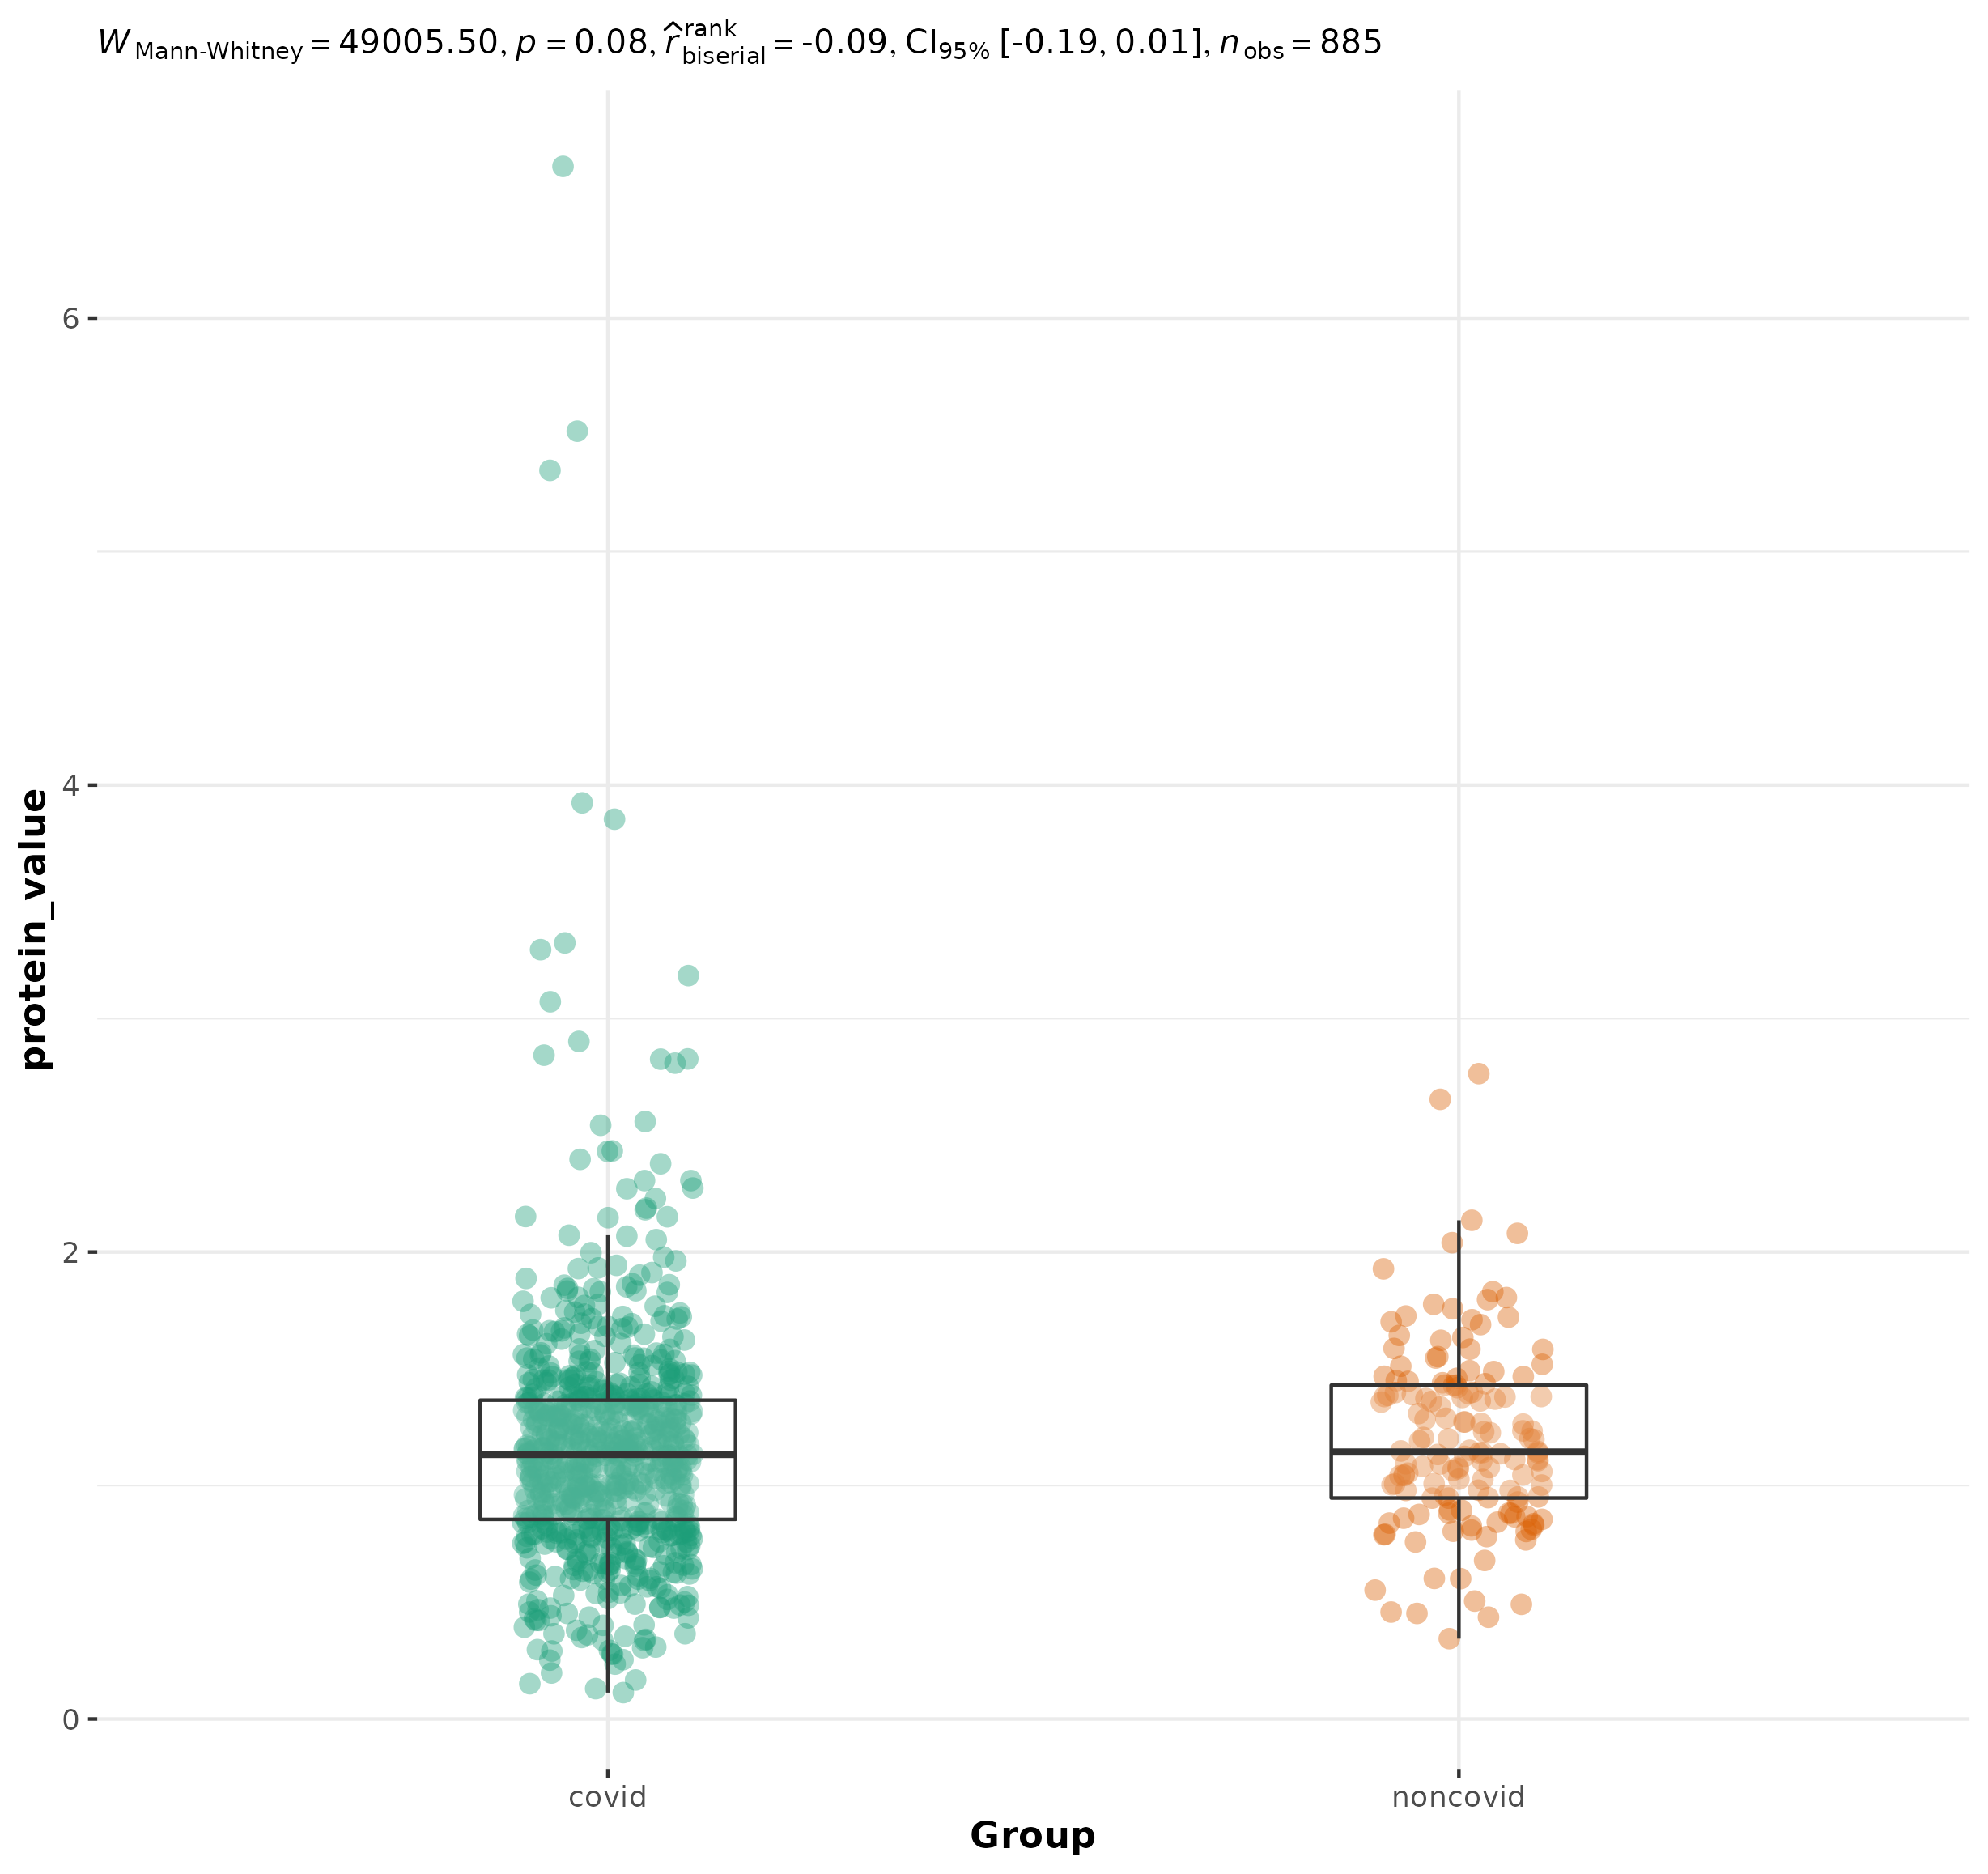 W Mann-Whitney = 49005.50, p = 0.08, r̂ rank biserial = -0.09, CI95% [-0.19, 0.01], n obs = 885
6
4
2
0
protein_value
covid noncovid
Group